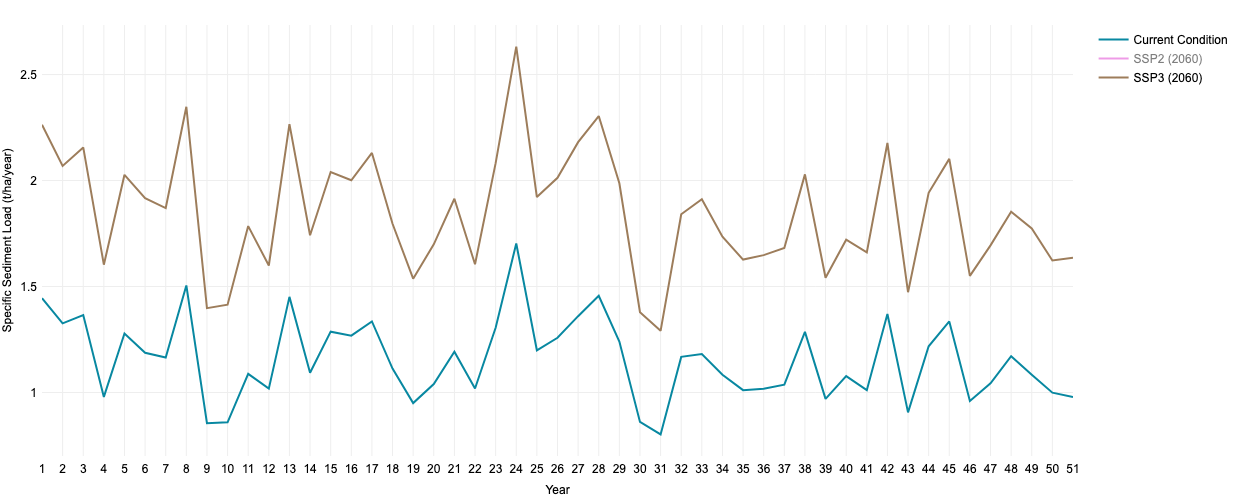 Current Condition
SSP2 (2060)
SSP3 (2060)
Specific Sediment Load (t/ha/year)
2.5
2
1.5
1
1 2 3 4 5 6 7 8 9 10 11 12 13 14 15 16 17 18 19 20 21 22 23 24 25 26 27 28 29 30 31 32 33 34 35 36 37 38 39 40 41 42 43 44 45 46 47 48 49 50 51
Year